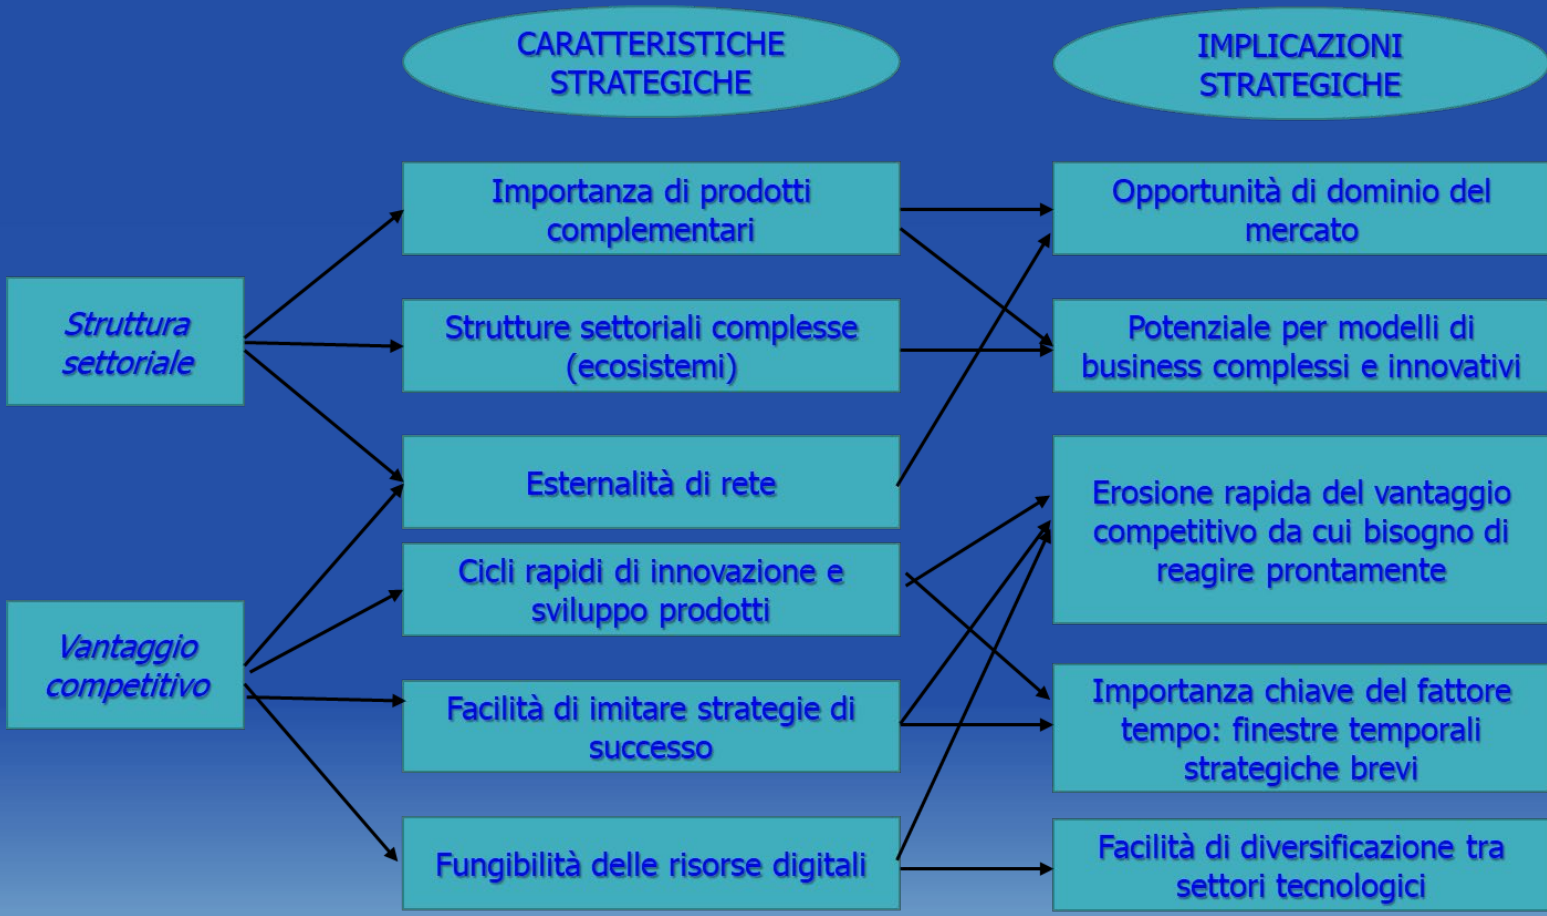 CARATTERISTICHE
STRATEGICHE
IMPLICAZIONI
STRATEGICHE
Struttura
settoriale
Vantaggio
competitivo
Importanza di prodotti
complementari
Strutture settoriali complesse
(ecosistemi)
Esternalità di rete
Cicli rapidi di innovazione e
sviluppo prodotti
Facilità di imitare strategie di
successo
Fungibilità delle risorse digitali
Opportunità di dominio del
mercato
Potenziale per modelli di
business complessi e innovativi
Erosione rapida del vantaggio
competitivo da cui bisogno di
reagire prontamente
Importanza chiave del fattore
tempo: finestre temporali
strategiche brevi
Facilità di diversificazione tra
settori tecnologici